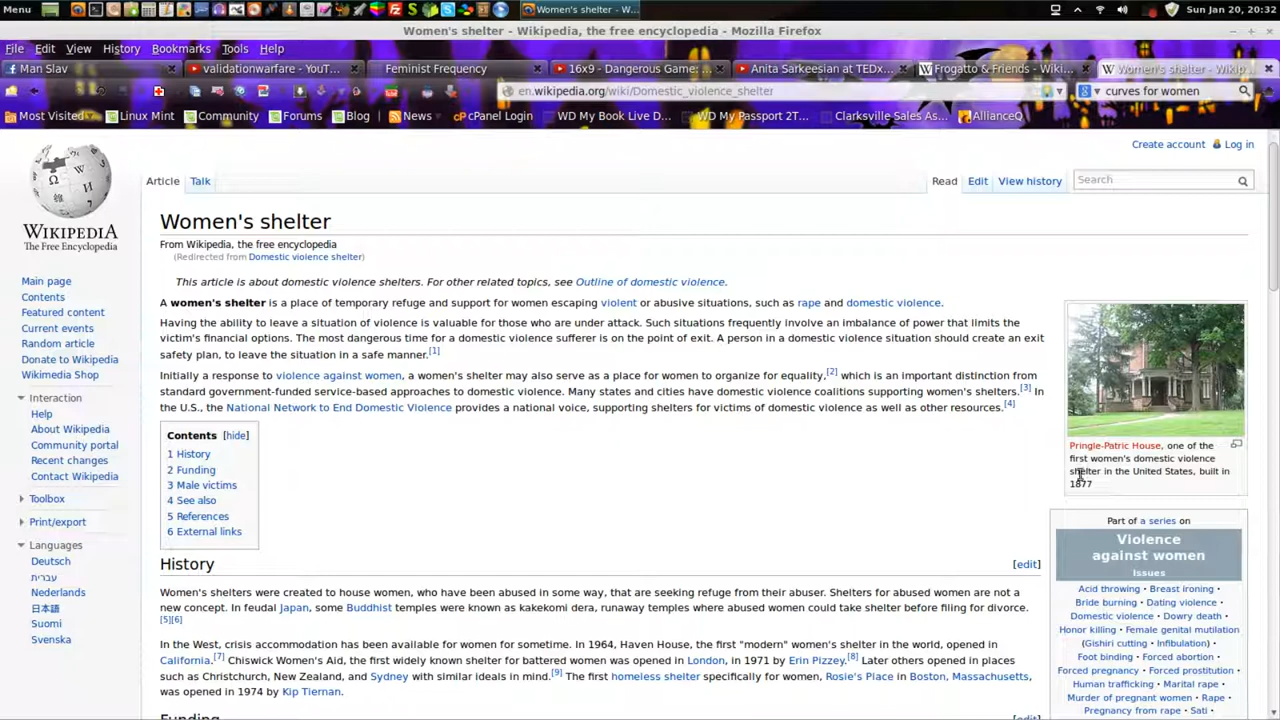 Menu
Women's shelter - W...
Sun Jan 20, 20:32
Women's shelter - Wikipedia, the free encyclopedia - Mozilla Firefox
File Edit View History Bookmarks Tools Help
Man Slav
validationwarfare - YouT...
Feminist Frequency
16x9 - Dangerous Game: ...
Anita Sarkeesian at TEDx...
Frogatto & Friends - Wiki...
Women's shelter - Wikip...
en.wikipedia.org/wiki/Domestic_violence_shelter
curves for women
Most Visited Linux Mint Community Forums Blog News cPanel Login WD My Book Live D... WD My Passport 2T... Clarksville Sales As... AllianceQ
Create account Log in
Article Talk Read Edit View history Search
WIKIPEDIA
The Free Encyclopedia
Main page
Contents
Featured content
Current events
Random article
Donate to Wikipedia
Wikimedia Shop
Interaction
Help
About Wikipedia
Community portal
Recent changes
Contact Wikipedia
Toolbox
Print/export
Languages
Deutsch
עברית
Nederlands
日本語
Suomi
Svenska
Women's shelter
From Wikipedia, the free encyclopedia
(Redirected from Domestic violence shelter)
This article is about domestic violence shelters. For other related topics, see Outline of domestic violence.
A women's shelter is a place of temporary refuge and support for women escaping violent or abusive situations, such as rape and domestic violence.
Having the ability to leave a situation of violence is valuable for those who are under attack. Such situations frequently involve an imbalance of power that limits the
victim's financial options. The most dangerous time for a domestic violence sufferer is on the point of exit. A person in a domestic violence situation should create an exit
safety plan, to leave the situation in a safe manner.[1]
Initially a response to violence against women, a women's shelter may also serve as a place for women to organize for equality,[2] which is an important distinction from
standard government-funded service-based approaches to domestic violence. Many states and cities have domestic violence coalitions supporting women's shelters.[3] In
the U.S., the National Network to End Domestic Violence provides a national voice, supporting shelters for victims of domestic violence as well as other resources.[4]
Contents [hide]
1 History
2 Funding
3 Male victims
4 See also
5 References
6 External links
History [edit]
Women's shelters were created to house women, who have been abused in some way, that are seeking refuge from their abuser. Shelters for abused women are not a
new concept. In feudal Japan, some Buddhist temples were known as kakekomi dera, runaway temples where abused women could take shelter before filing for divorce.
[5][6]
In the West, crisis accommodation has been available for women for sometime. In 1964, Haven House, the first "modern" women's shelter in the world, opened in
California.[7] Chiswick Women's Aid, the first widely known shelter for battered women was opened in London, in 1971 by Erin Pizzey.[8] Later others opened in places
such as Christchurch, New Zealand, and Sydney with similar ideals in mind.[9] The first homeless shelter specifically for women, Rosie's Place in Boston, Massachusetts,
was opened in 1974 by Kip Tiernan.
Funding [edit]
Pringle-Patric House, one of the
first women's domestic violence
shelter in the United States, built in
1877
Part of a series on
Violence
against women
Issues
Acid throwing • Breast ironing •
Bride burning • Dating violence •
Domestic violence • Dowry death •
Honor killing • Female genital mutilation
(Gishiri cutting • Infibulation) •
Foot binding • Forced abortion •
Forced pregnancy • Forced prostitution •
Human trafficking • Marital rape •
Murder of pregnant women • Rape •
Pregnancy from rape • Sati •